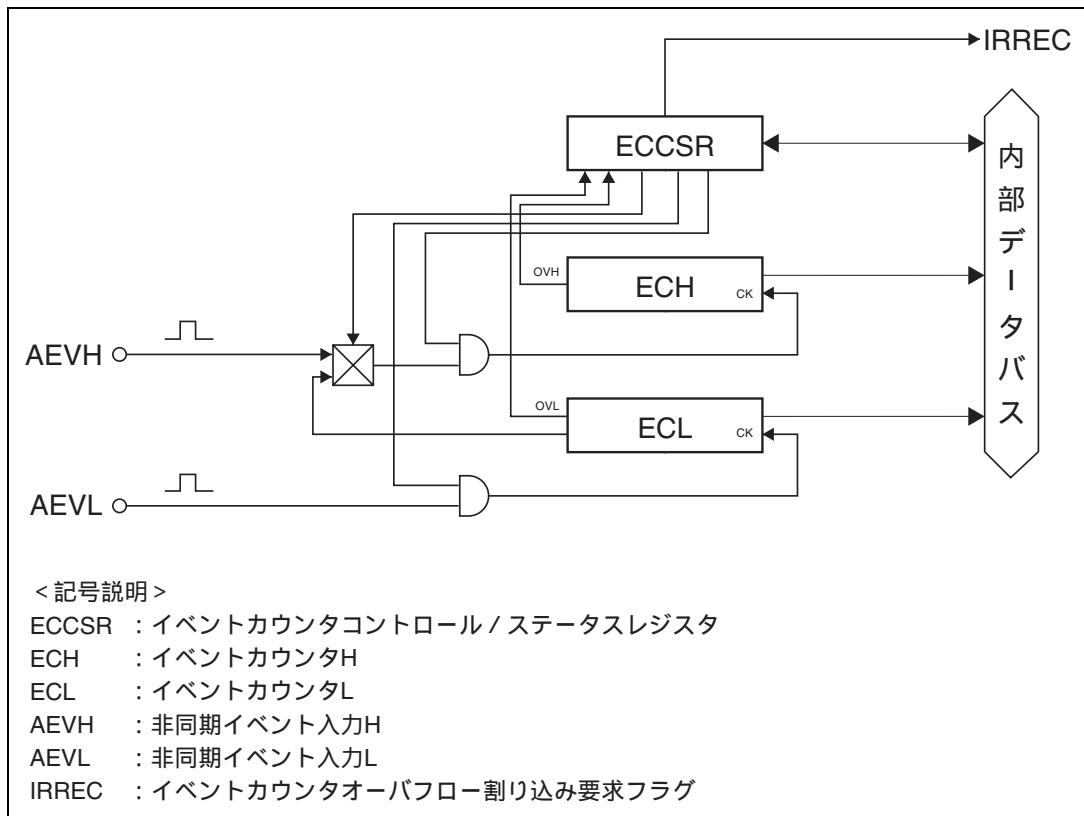 IRREC
ECCSR
内部データバス
OVH
ECH
CK
AEVH
OVL
ECL
CK
AEVL
<記号説明>
ECCSR :イベントカウンタコントロール/ステータスレジスタ
ECH :イベントカウンタH
ECL :イベントカウンタL
AEVH :非同期イベント入力H
AEVL :非同期イベント入力L
IRREC :イベントカウンタオーバフロー割り込み要求フラグ